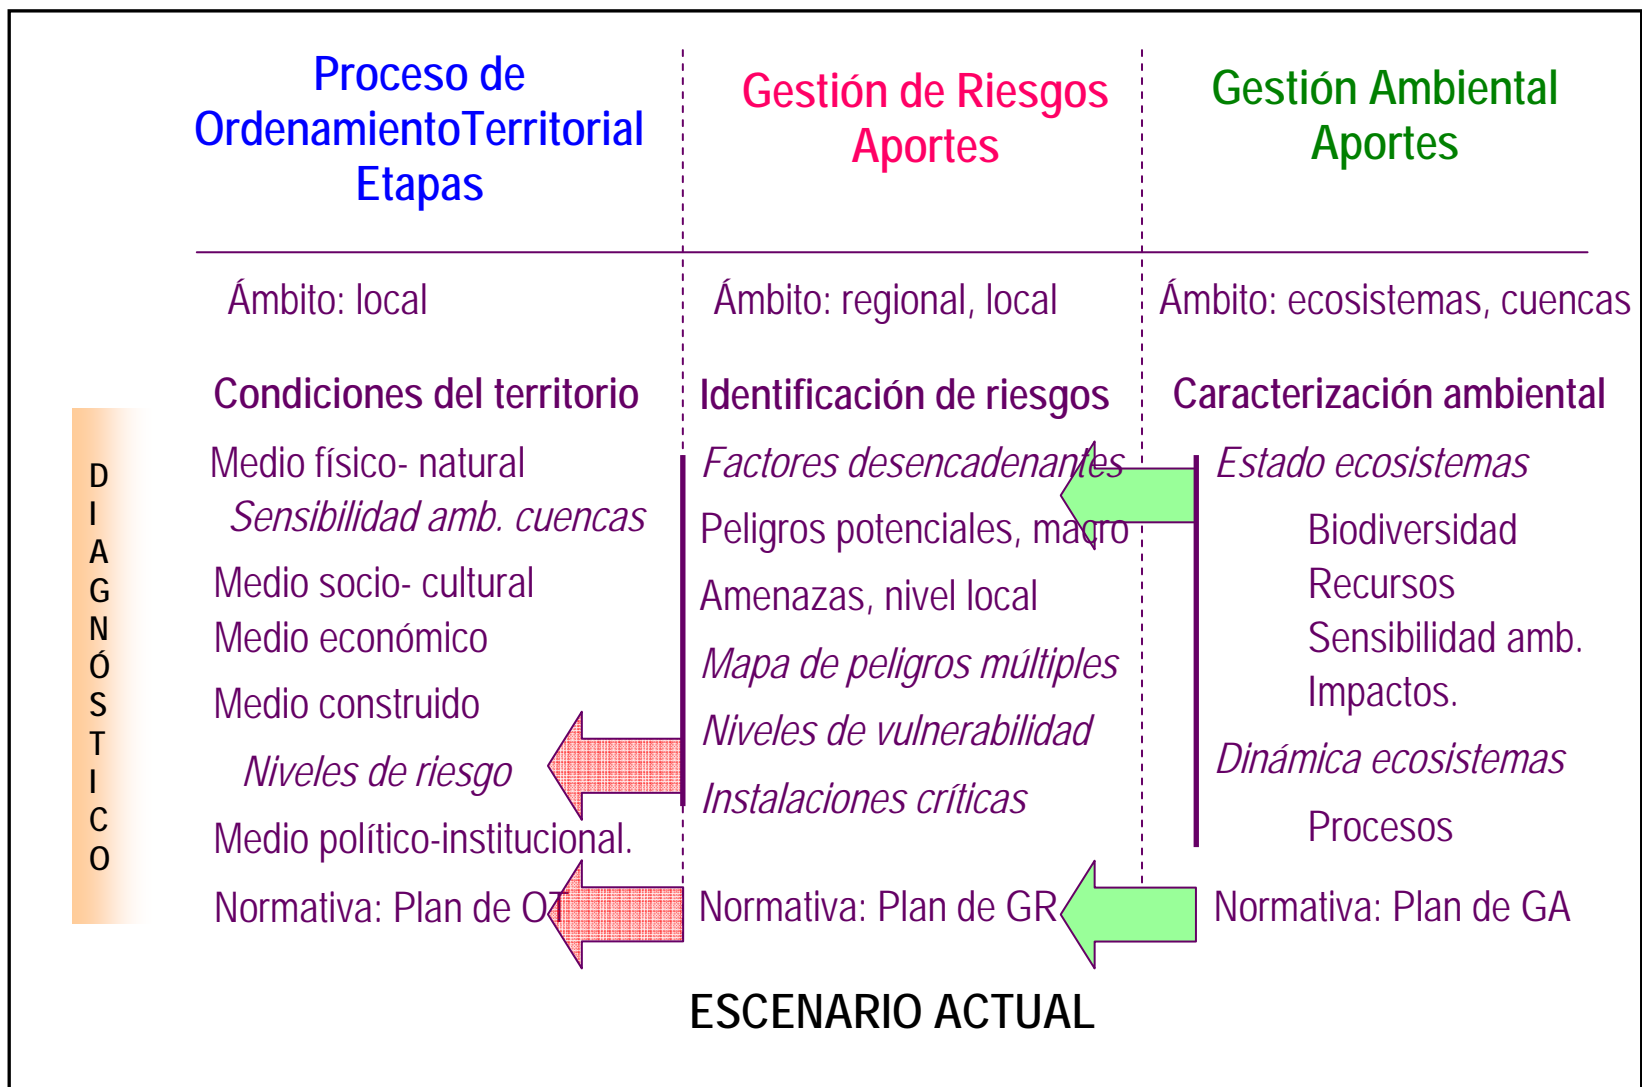 Proceso de
OrdenamientoTerritorial
Etapas
Gestión de Riesgos
Aportes
Gestión Ambiental
Aportes
Ámbito: local
Ámbito: regional, local
Ámbito: ecosistemas, cuencas
DIAGNÓSTICO
Condiciones del territorio
Medio físico- natural
Sensibilidad amb. cuencas
Medio socio- cultural
Medio económico
Medio construido
Niveles de riesgo
Medio político-institucional.
Normativa: Plan de OT
Identificación de riesgos
Factores desencadenantes
Peligros potenciales, macro
Amenazas, nivel local
Mapa de peligros múltiples
Niveles de vulnerabilidad
Instalaciones críticas
Normativa: Plan de GR
Caracterización ambiental
Estado ecosistemas
Biodiversidad
Recursos
Sensibilidad amb.
Impactos.
Dinámica ecosistemas
Procesos
Normativa: Plan de GA
ESCENARIO ACTUAL